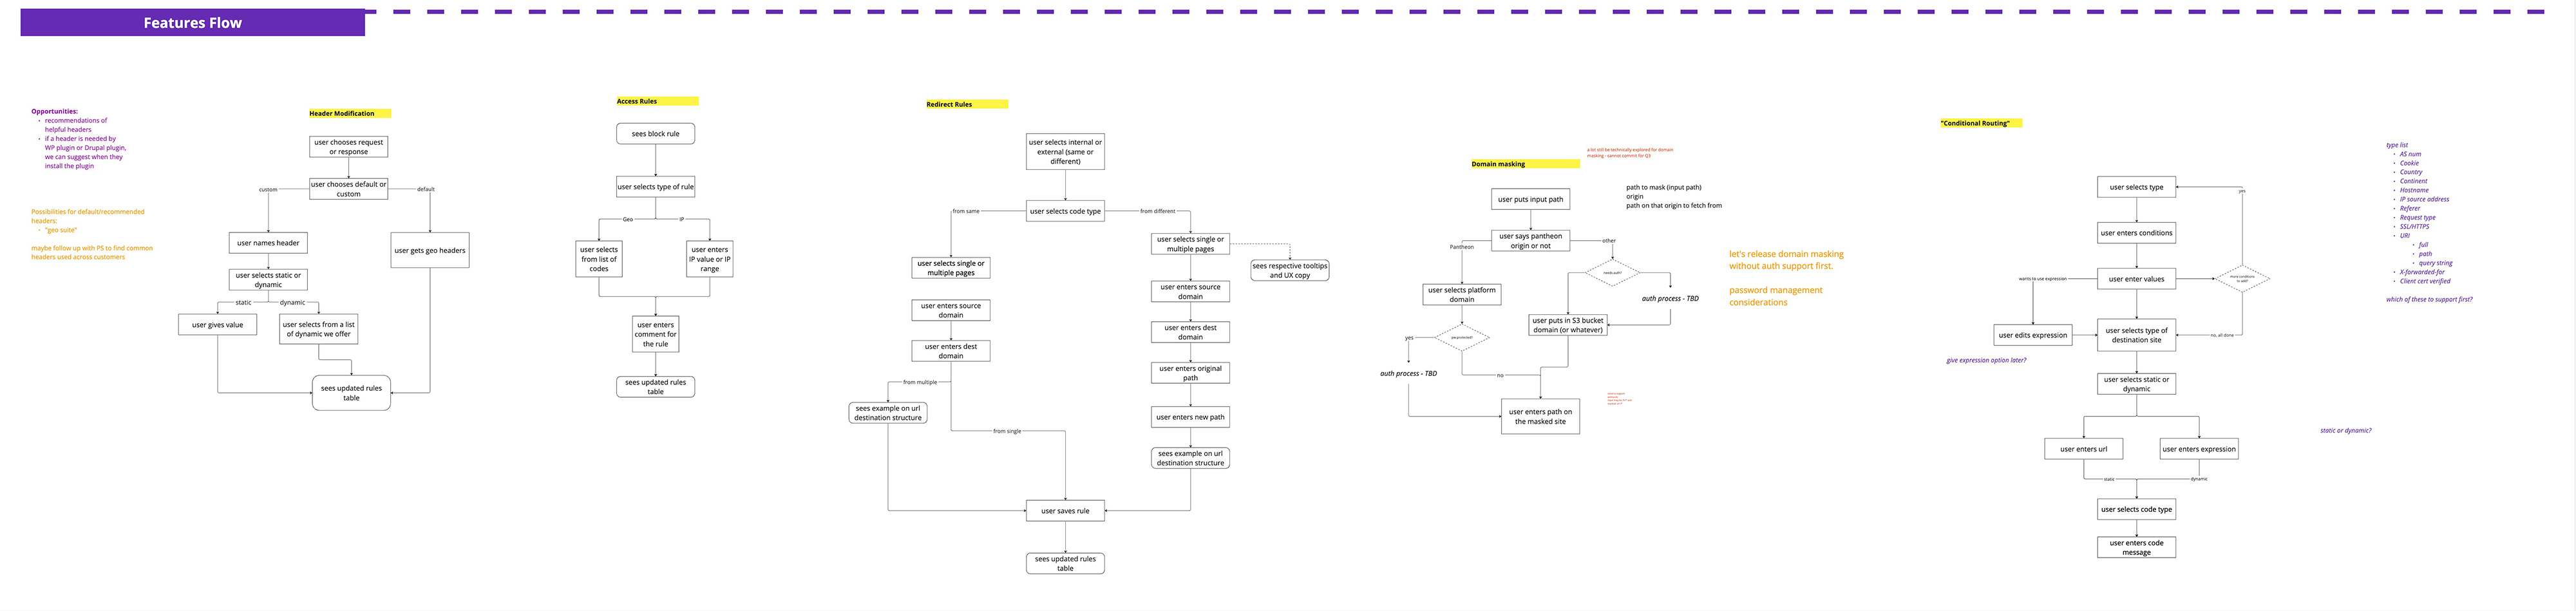 Features Flow
Opportunities:
recommendations of
helpful headers
if a header is needed by
WP plugin or Drupal plugin,
we can suggest when they
install the plugin
Possibilities for default/recommended
headers:
"geo suite"
maybe follow up with PS to find common
headers used across customers
Header Modification
user chooses request
or response
user chooses default or
custom
custom
default
user names header
user gets geo headers
user selects static or
dynamic
static
dynamic
user gives value
user selects from a list
of dynamic we offer
sees updated rules
table
Access Rules
sees block rule
user selects type of rule
Geo
IP
user selects
from list of
codes
user enters
IP value or IP
range
user enters
comment for
the rule
sees updated rules
table
Redirect Rules
user selects internal or
external (same or
different)
user selects code type
from same
from different
user selects single or
multiple pages
user enters source
domain
user enters dest
domain
from multiple
sees example on url
destination structure
from single
user selects single or
multiple pages
sees respective tooltips
and UX copy
user enters source
domain
user enters dest
domain
user enters original
path
user enters new path
sees example on url
destination structure
user saves rule
sees updated rules
table
a lot still be technically explored for domain
masking - cannot commit for Q3
Domain masking
path to mask (input path)
origin
path on that origin to fetch from
user puts input path
user says pantheon
origin or not
Pantheon
other
needs auth?
user selects platform
domain
auth process - TBD
user puts in S3 bucket
domain (or whatever)
yes
pw protected?
auth process - TBD
no
user enters path on
the masked site
let's release domain masking
without auth support first.
password management
considerations
"Conditional Routing"
user selects type
yes
user enters conditions
user enter values
wants to use expression
more conditions
to add?
user edits expression
user selects type of
destination site
no, all done
give expression option later?
user selects static or
dynamic
user enters url
user enters expression
static
dynamic
user selects code type
user enters code
message
type list
AS num
Cookie
Country
Continent
Hostname
IP source address
Referer
Request type
SSL/HTTPS
URI
full
path
query string
X-forwarded-for
Client cert verified
which of these to support first?
static or dynamic?